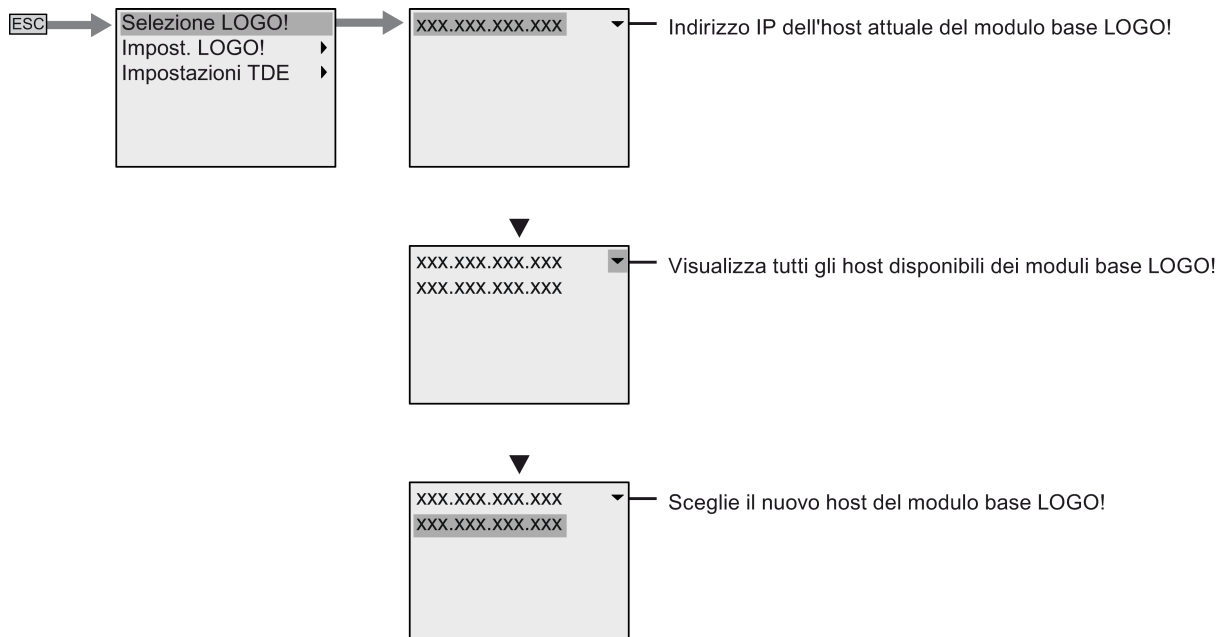 ESC
Selezione LOGO!
Impost. LOGO!
Impostazioni TDE
xxx.xxx.xxx.xxx
Indirizzo IP dell'host attuale del modulo base LOGO!
xxx.xxx.xxx.xxx
xxx.xxx.xxx.xxx
Visualizza tutti gli host disponibili dei moduli base LOGO!
xxx.xxx.xxx.xxx
xxx.xxx.xxx.xxx
Sceglie il nuovo host del modulo base LOGO!